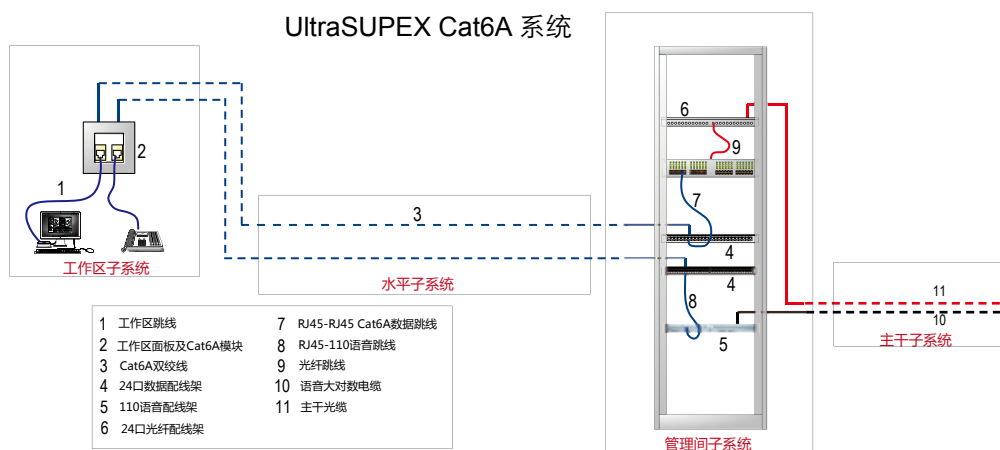 UltraSUPEX Cat6A 系统
6
9
2
1
7
3
4
工作区子系统
4
水平子系统
11
8
10
5
主干子系统
管理间子系统
1 工作区跳线
2 工作区面板及Cat6A模块
3 Cat6A双绞线
4 24口数据配线架
5 110语音配线架
6 24口光纤配线架
7 RJ45-RJ45 Cat6A数据跳线
8 RJ45-110语音跳线
9 光纤跳线
10 语音大对数电缆
11 主干光缆